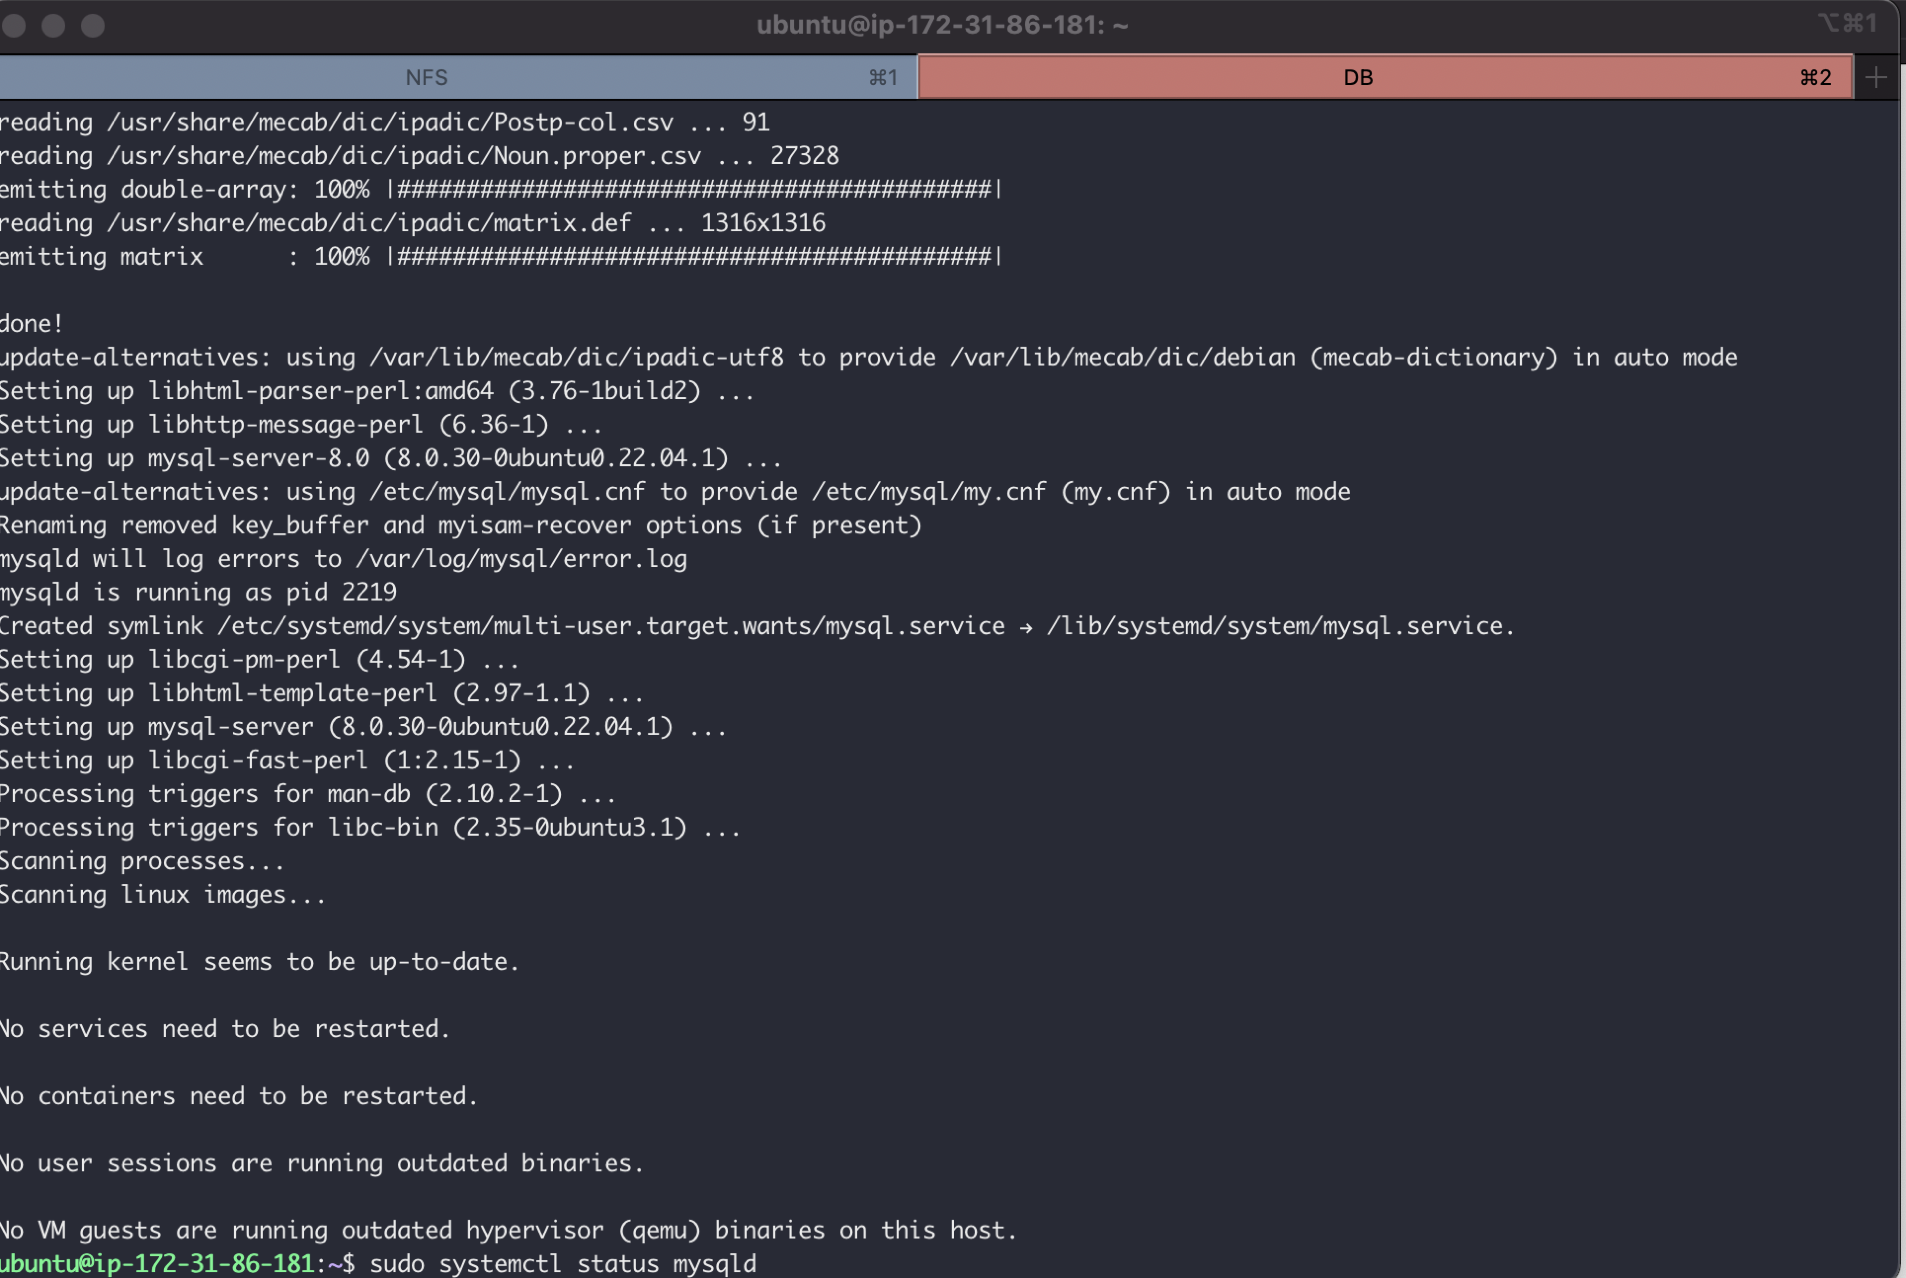 ubuntu@ip-172-31-86-181: ~ ⌥⌘1
NFS ⌘1 DB ⌘2 +
reading /usr/share/mecab/dic/ipadic/Postp-col.csv ... 91
reading /usr/share/mecab/dic/ipadic/Noun.proper.csv ... 27328
emitting double-array: 100% |###########################################|
reading /usr/share/mecab/dic/ipadic/matrix.def ... 1316x1316
emitting matrix      : 100% |###########################################|
done!
update-alternatives: using /var/lib/mecab/dic/ipadic-utf8 to provide /var/lib/mecab/dic/debian (mecab-dictionary) in auto mode
Setting up libhtml-parser-perl:amd64 (3.76-1build2) ...
Setting up libhttp-message-perl (6.36-1) ...
Setting up mysql-server-8.0 (8.0.30-0ubuntu0.22.04.1) ...
update-alternatives: using /etc/mysql/mysql.cnf to provide /etc/mysql/my.cnf (my.cnf) in auto mode
Renaming removed key_buffer and myisam-recover options (if present)
mysqld will log errors to /var/log/mysql/error.log
mysqld is running as pid 2219
Created symlink /etc/systemd/system/multi-user.target.wants/mysql.service → /lib/systemd/system/mysql.service.
Setting up libcgi-pm-perl (4.54-1) ...
Setting up libhtml-template-perl (2.97-1.1) ...
Setting up mysql-server (8.0.30-0ubuntu0.22.04.1) ...
Setting up libcgi-fast-perl (1:2.15-1) ...
Processing triggers for man-db (2.10.2-1) ...
Processing triggers for libc-bin (2.35-0ubuntu3.1) ...
Scanning processes...
Scanning linux images...
Running kernel seems to be up-to-date.
No services need to be restarted.
No containers need to be restarted.
No user sessions are running outdated binaries.
No VM guests are running outdated hypervisor (qemu) binaries on this host.
ubuntu@ip-172-31-86-181:~$ sudo systemctl status mysqld